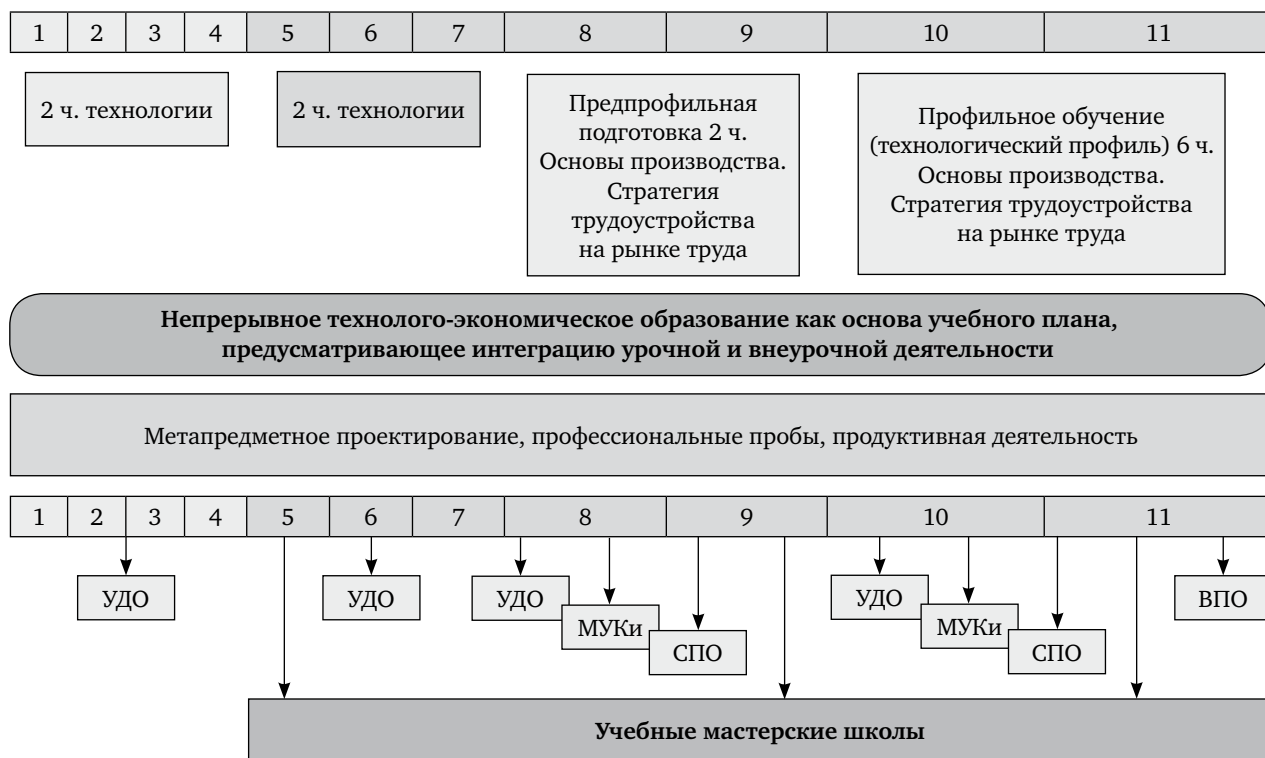 1 2 3 4 5 6 7 8 9 10 11
2 ч. технологии
2 ч. технологии
Предпрофильная
подготовка 2 ч.
Основы производства.
Стратегия
трудоустройства
на рынке труда
Профильное обучение
(технологический профиль) 6 ч.
Основы производства.
Стратегия трудоустройства
на рынке труда
Непрерывное технолого-экономическое образование как основа учебного плана,
предусматривающее интеграцию урочной и внеурочной деятельности
Метапредметное проектирование, профессиональные пробы, продуктивная деятельность
1 2 3 4 5 6 7 8 9 10 11
УДО
УДО
УДО
МУКи
СПО
УДО
МУКи
СПО
ВПО
Учебные мастерские школы